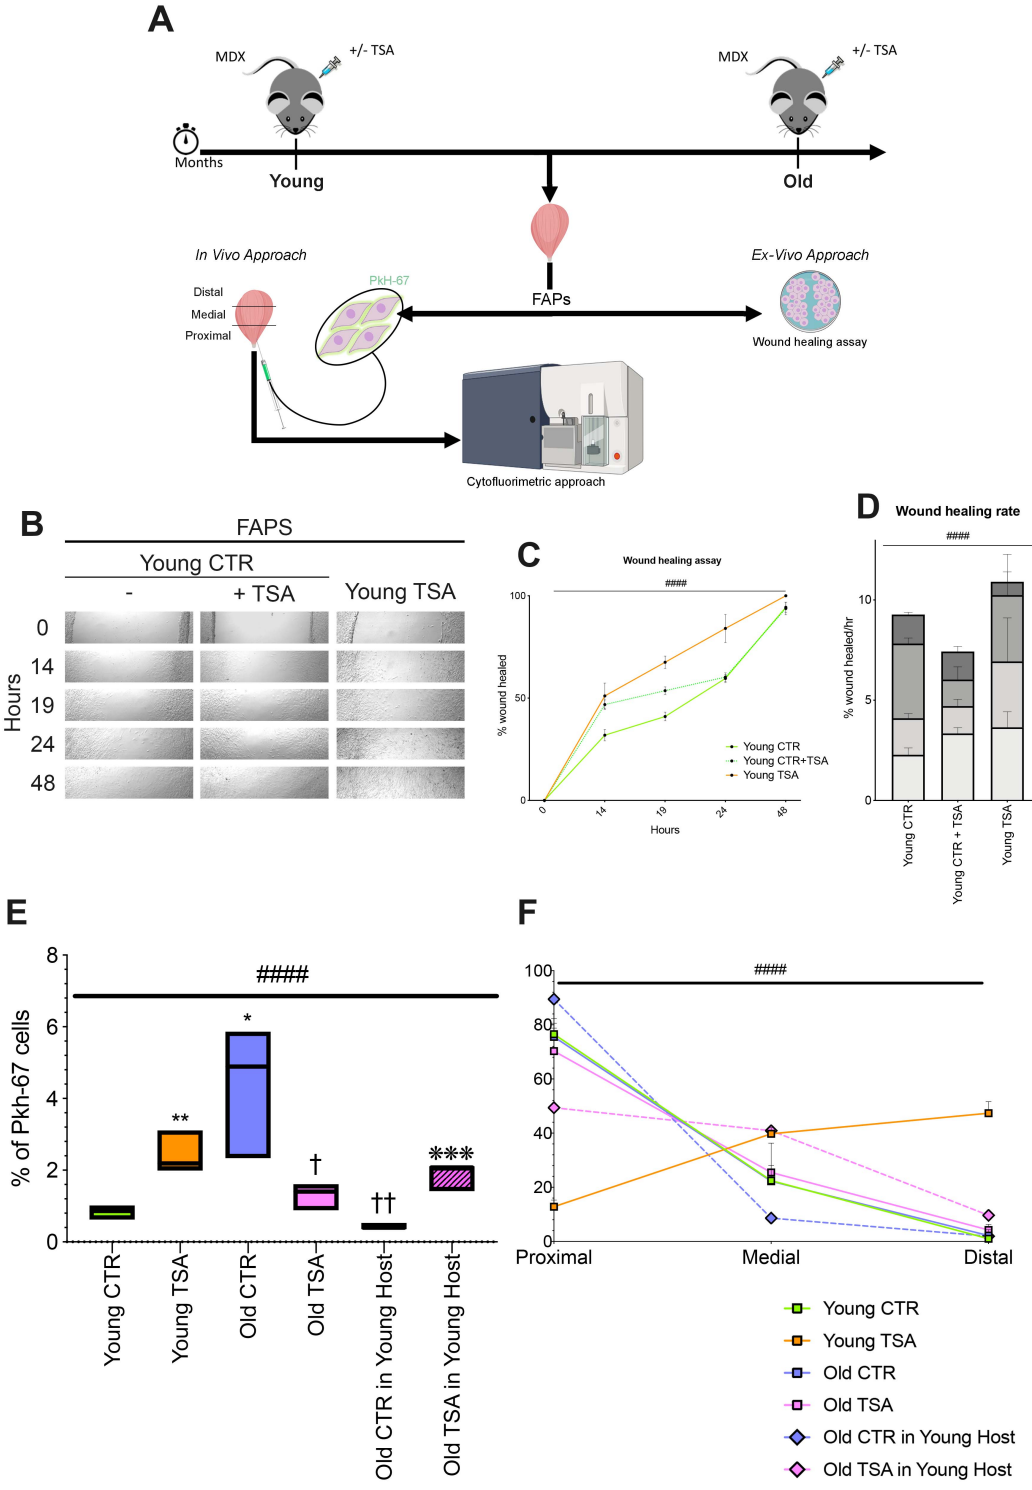 A
MDX
+/- TSA
MDX
+/- TSA
Months
Young
Old
In Vivo Approach
Ex-Vivo Approach
PkH-67
Distal
Medial
Proximal
FAPs
Wound healing assay
Cytofluorimetric approach
B
FAPS
Young CTR
-
+ TSA
Young TSA
Hours
0
14
19
24
48
C
Wound healing assay
####
% wound healed
100
50
0
Young CTR
Young CTR+TSA
Young TSA
0
14
19
24
48
Hours
D
Wound healing rate
####
% wound healed/hr
10
5
0
Young CTR
Young CTR + TSA
Young TSA
E
% of Pkh-67 cells
8
6
4
2
0
####
**
*
†
††
***
Young CTR
Young TSA
Old CTR
Old TSA
Old CTR in Young Host
Old TSA in Young Host
F
####
100
80
60
40
20
0
Proximal
Medial
Distal
Young CTR
Young TSA
Old CTR
Old TSA
Old CTR in Young Host
Old TSA in Young Host